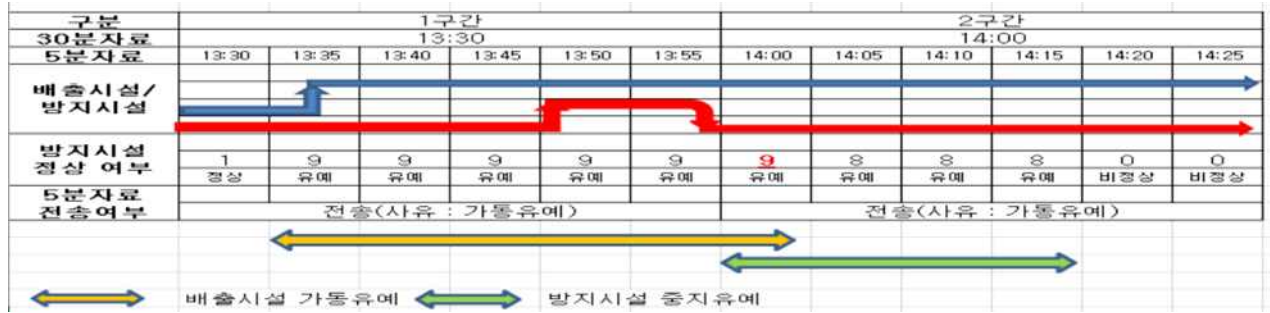 구분 1구간 2구간
30분자료 13:30 14:00
5분자료 13:30 13:35 13:40 13:45 13:50 13:55 14:00 14:05 14:10 14:15 14:20 14:25
배출시설/
방지시설
방지시설
정상 여부
1 9 9 9 9 9 9 8 8 8 0 0
정상 유예 유예 유예 유예 유예 유예 유예 유예 유예 비정상 비정상
5분자료
전송여부
전송(사유 : 가동유예) 전송(사유 : 가동유예)
배출시설 가동유예 방지시설 중지유예